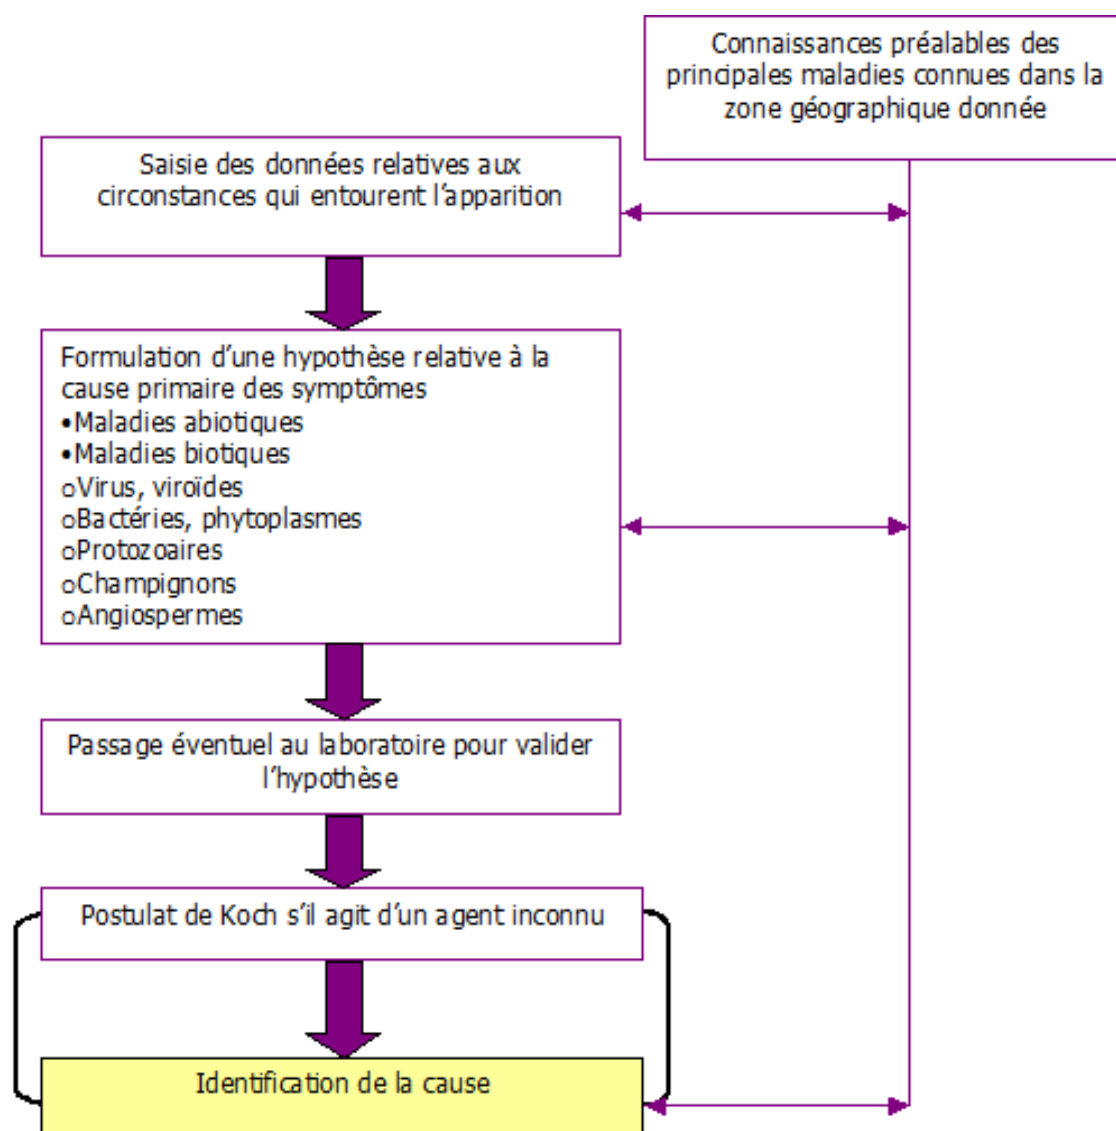 Connaissances préalables des
principales maladies connues dans la
zone géographique donnée
Saisie des données relatives aux
circonstances qui entourent l'apparition
Formulation d'une hypothèse relative à la
cause primaire des symptômes
•Maladies abiotiques
•Maladies biotiques
oVirus, viroïdes
oBactéries, phytoplasmes
oProtozoaires
oChampignons
oAngiospermes
Passage éventuel au laboratoire pour valider
l'hypothèse
Postulat de Koch s'il agit d'un agent inconnu
Identification de la cause